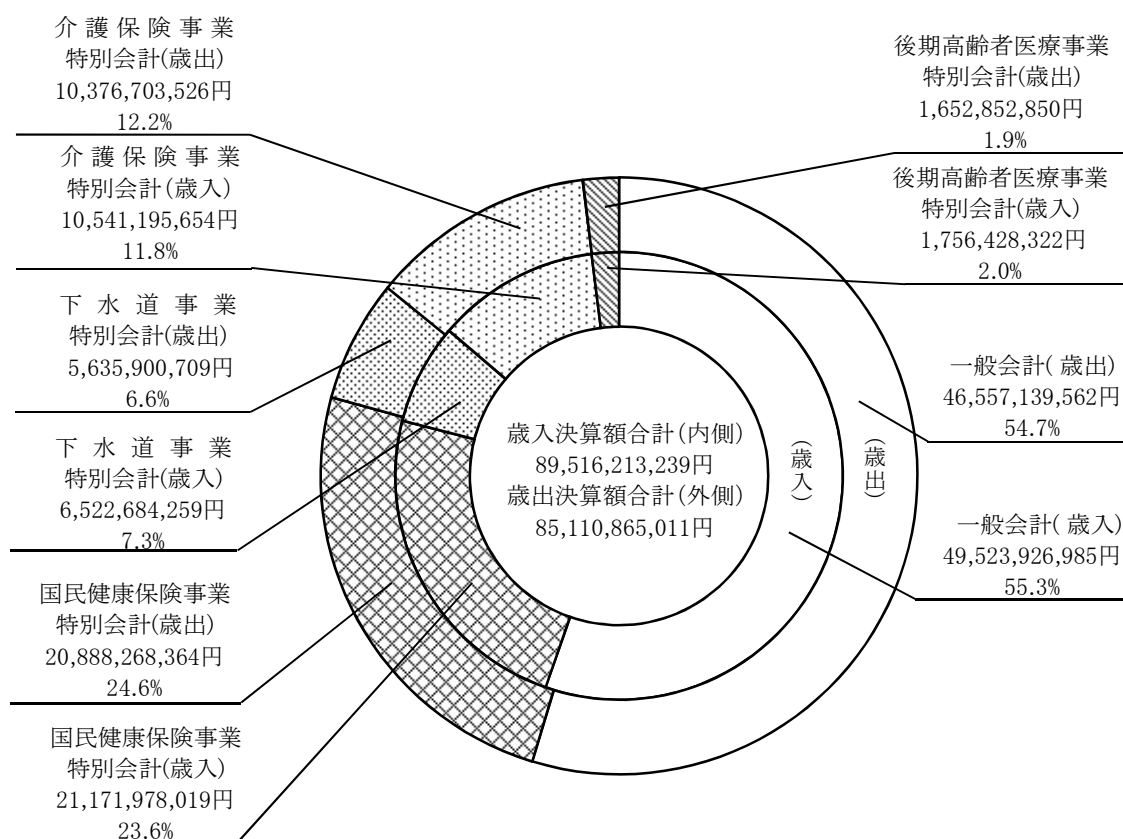 介護保険事業
特別会計(歳出)
10,376,703,526円
12.2%
介護保険事業
特別会計(歳入)
10,541,195,654円
11.8%
下水道事業
特別会計(歳出)
5,635,900,709円
6.6%
下水道事業
特別会計(歳入)
6,522,684,259円
7.3%
国民健康保険事業
特別会計(歳出)
20,888,268,364円
24.6%
国民健康保険事業
特別会計(歳入)
21,171,978,019円
23.6%
歳入決算額合計(内側)
89,516,213,239円
歳出決算額合計(外側)
85,110,865,011円
(歳入)
(歳出)
後期高齢者医療事業
特別会計(歳出)
1,652,852,850円
1.9%
後期高齢者医療事業
特別会計(歳入)
1,756,428,322円
2.0%
一般会計(歳出)
46,557,139,562円
54.7%
一般会計(歳入)
49,523,926,985円
55.3%